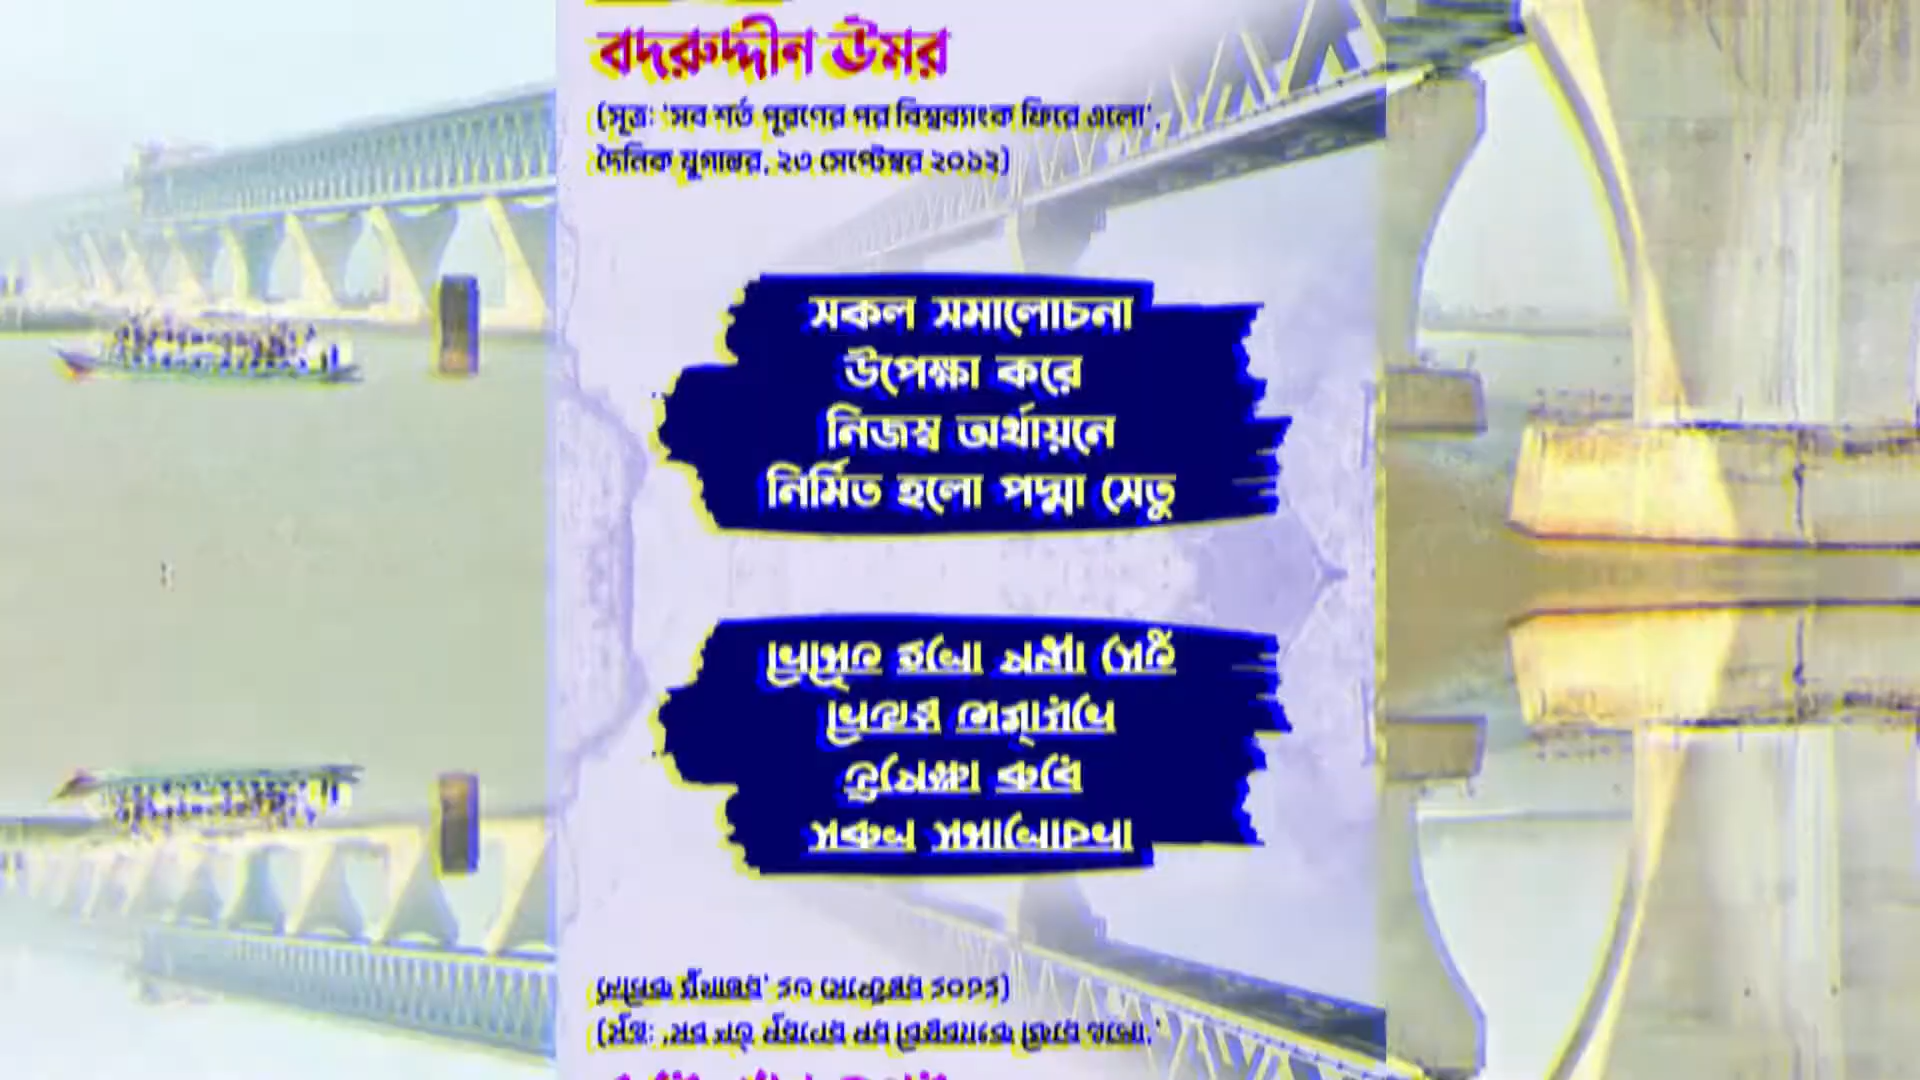 বদরুদ্দীন উমর
(সূত্র: 'সব শর্ত পূরণের পর বিশ্বব্যাংক ফিরে এলো',
দৈনিক যুগান্তর, ২৩ সেপ্টেম্বর ২০১২)
সকল সমালোচনা
উপেক্ষা করে
নিজস্ব অর্থায়নে
নির্মিত হলো পদ্মা সেতু